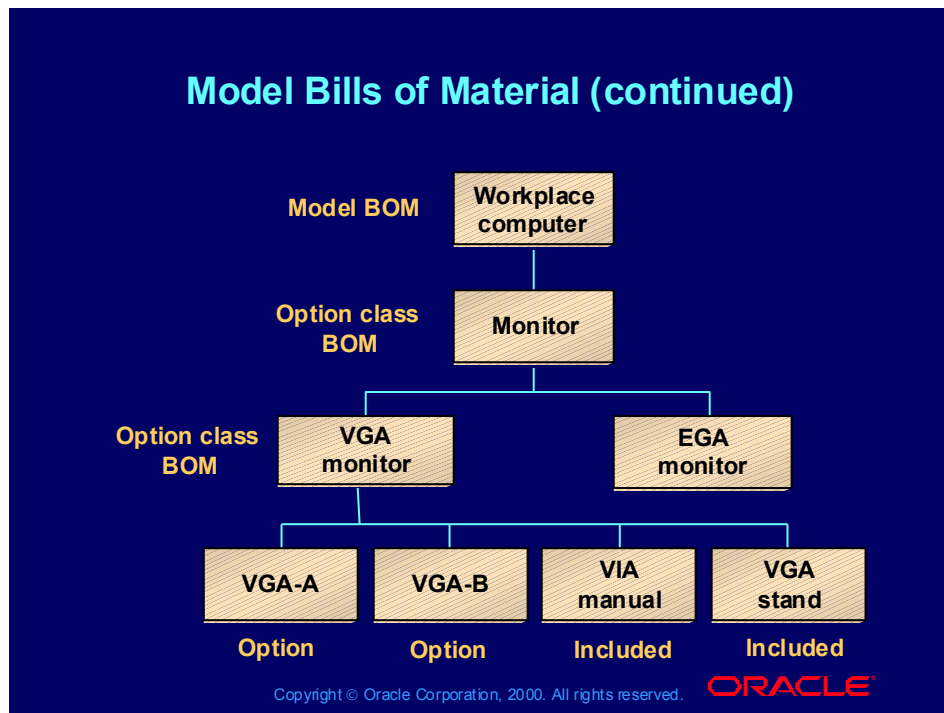 Model Bills of Material (continued)
Model BOM
Workplace
computer
Option class
BOM
Monitor
Option class
BOM
VGA
monitor
EGA
monitor
VGA-A
VGA-B
VIA
manual
VGA
stand
Option
Option
Included
Included
Copyright © Oracle Corporation, 2000. All rights reserved.
ORACLE®